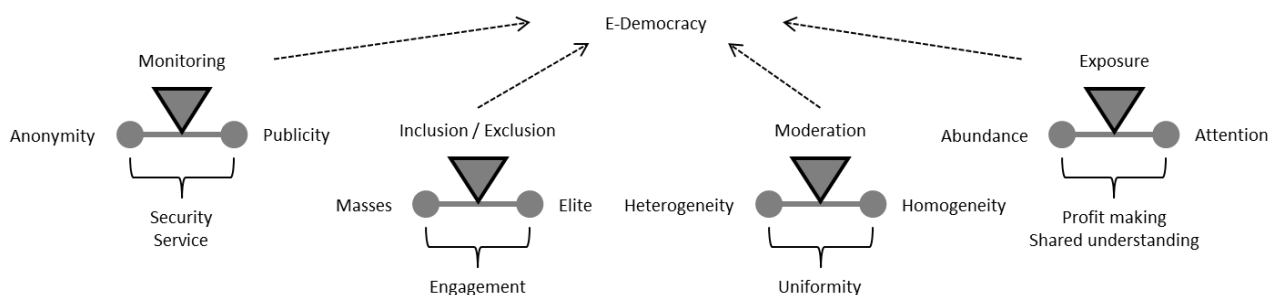 E-Democracy
Monitoring
Anonymity
Publicity
Security
Service
Inclusion / Exclusion
Masses
Elite
Engagement
Moderation
Heterogeneity
Homogeneity
Uniformity
Exposure
Abundance
Attention
Profit making
Shared understanding